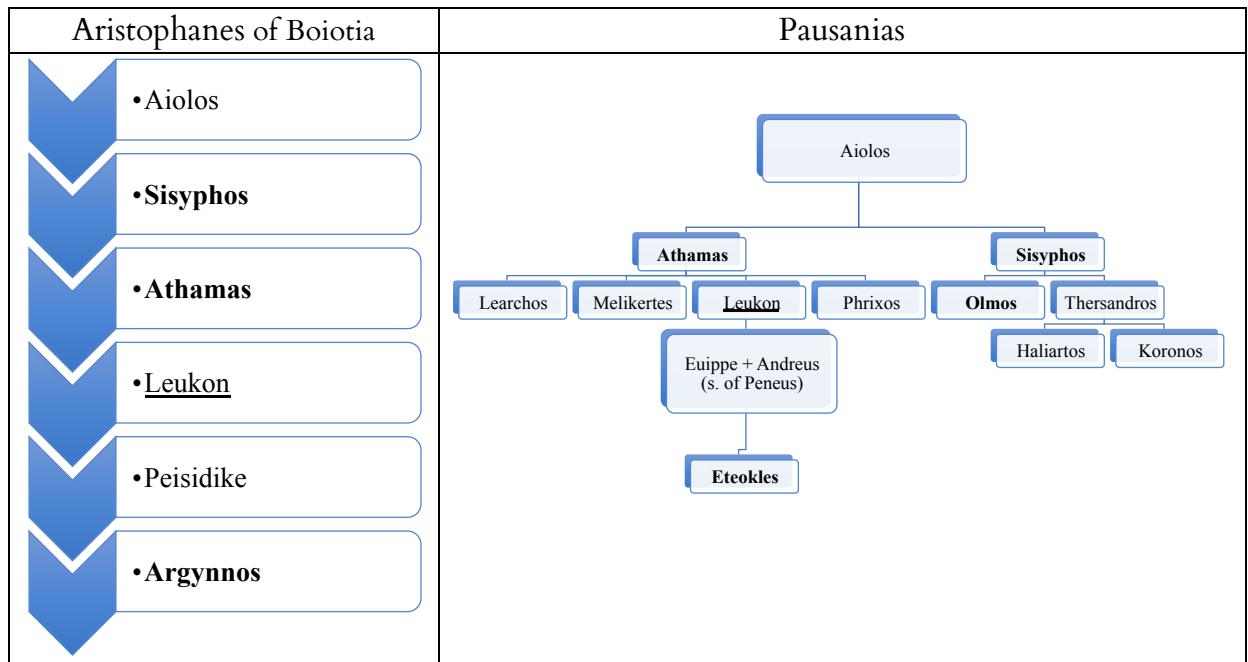 Aristophanes of Boiotia
•Aiolos
•Sisyphos
•Athamas
•Leukon
•Peisidike
•Argynnos
Pausanias
Aiolos
Athamas
Sisyphos
Learchos
Melikertes
Leukon
Phrixos
Olmos
Thersandros
Euippe + Andreus
(s. of Peneus)
Haliartos
Koronos
Eteokles